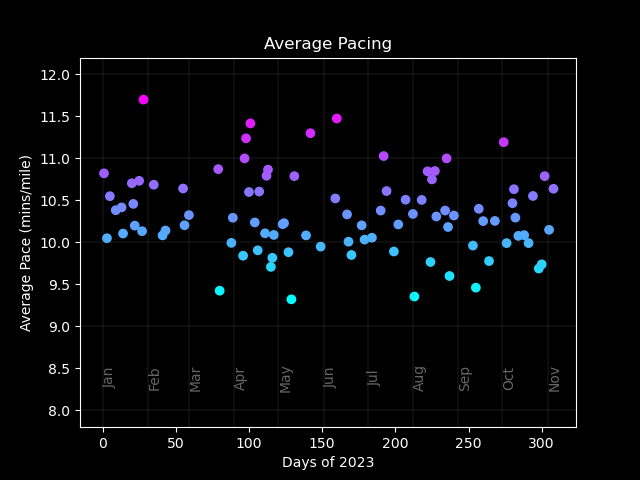 Average Pacing
Average Pace (mins/mile)
12.0
11.5
11.0
10.5
10.0
9.5
9.0
8.5
8.0
Jan
Feb
Mar
Apr
May
Jun
Jul
Aug
Sep
Oct
Nov
0 50 100 150 200 250 300
Days of 2023